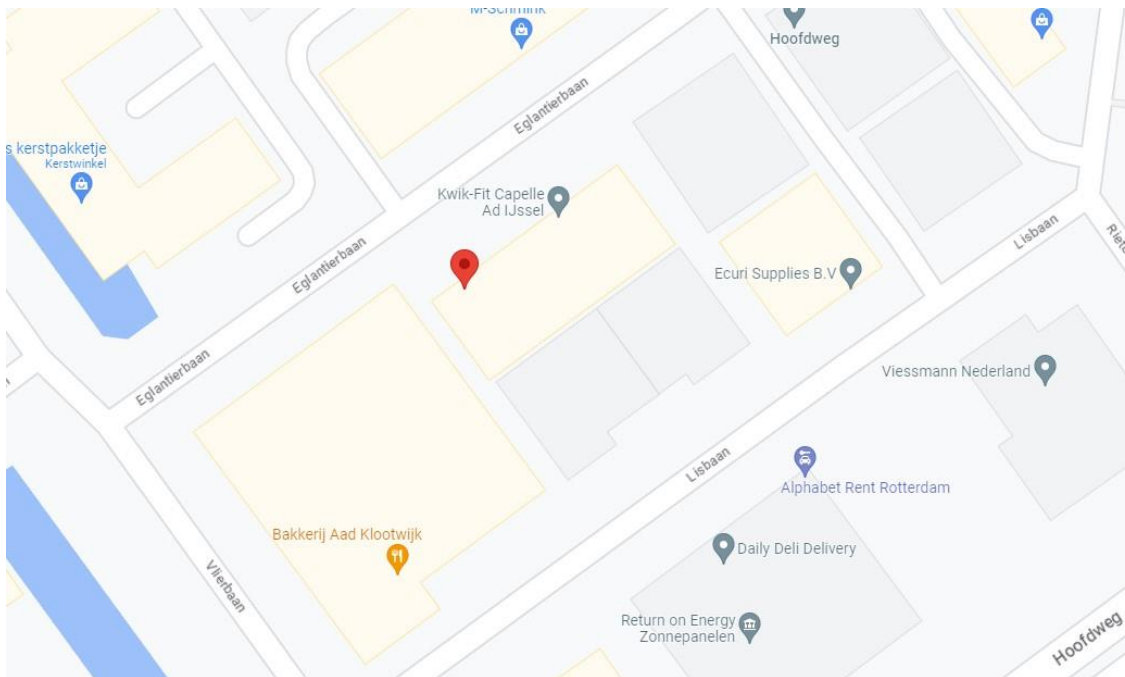 M-Schmink
Hoofdweg
Eglantierbaan
s kerstpakketje
Kerstwinkel
Kwik-Fit Capelle
Ad IJssel
Eglantierbaan
Lisbaan
Ecuri Supplies B.V
Eglantierbaan
Viessmann Nederland
Lisbaan
Alphabet Rent Rotterdam
Bakkerij Aad Klootwijk
Daily Deli Delivery
Vlierbaan
Return on Energy
Zonnepanelen
Hoofdweg